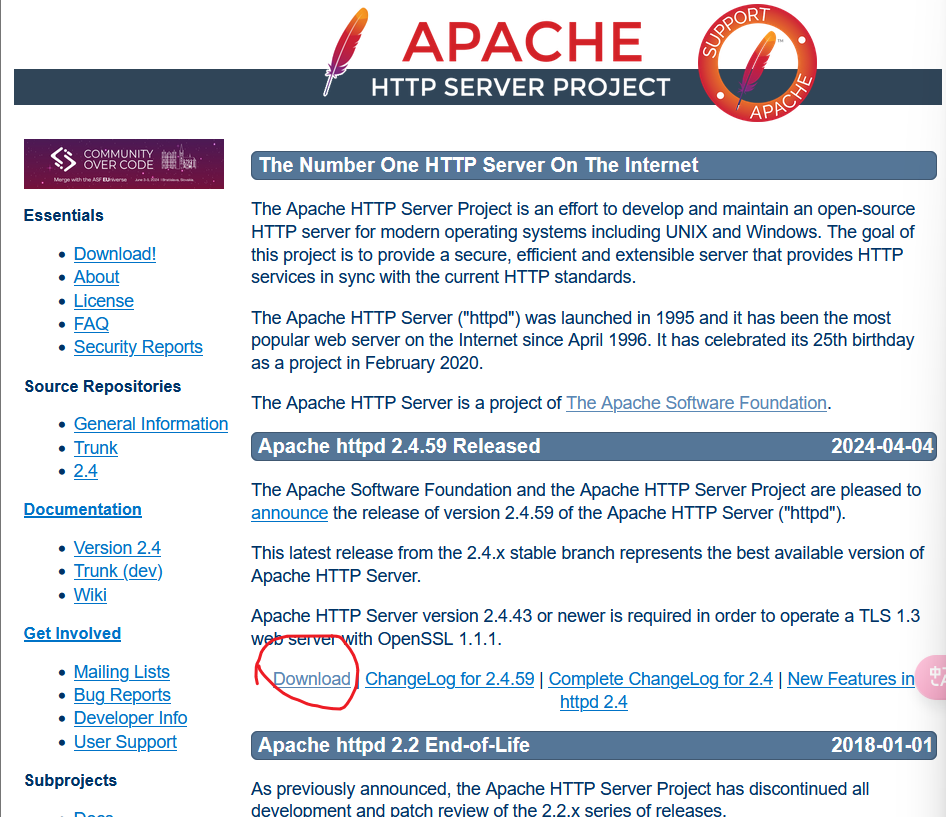 APACHE
HTTP SERVER PROJECT
SUPPORT
APACHE
COMMUNITY
OVER CODE
Merge with the ASF EUniverse
Essentials
Download!
About
License
FAQ
Security Reports
Source Repositories
General Information
Trunk
2.4
Documentation
Version 2.4
Trunk (dev)
Wiki
Get Involved
Mailing Lists
Bug Reports
Developer Info
User Support
Subprojects
Docs
The Number One HTTP Server On The Internet
The Apache HTTP Server Project is an effort to develop and maintain an open-source
HTTP server for modern operating systems including UNIX and Windows. The goal of
this project is to provide a secure, efficient and extensible server that provides HTTP
services in sync with the current HTTP standards.
The Apache HTTP Server ("httpd") was launched in 1995 and it has been the most
popular web server on the Internet since April 1996. It has celebrated its 25th birthday
as a project in February 2020.
The Apache HTTP Server is a project of The Apache Software Foundation.
Apache httpd 2.4.59 Released 2024-04-04
The Apache Software Foundation and the Apache HTTP Server Project are pleased to
announce the release of version 2.4.59 of the Apache HTTP Server ("httpd").
This latest release from the 2.4.x stable branch represents the best available version of
Apache HTTP Server.
Apache HTTP Server version 2.4.43 or newer is required in order to operate a TLS 1.3
web server with OpenSSL 1.1.1.
Download | ChangeLog for 2.4.59 | Complete ChangeLog for 2.4 | New Features in
httpd 2.4
Apache httpd 2.2 End-of-Life 2018-01-01
As previously announced, the Apache HTTP Server Project has discontinued all
development and patch review of the 2.2.x series of releases.